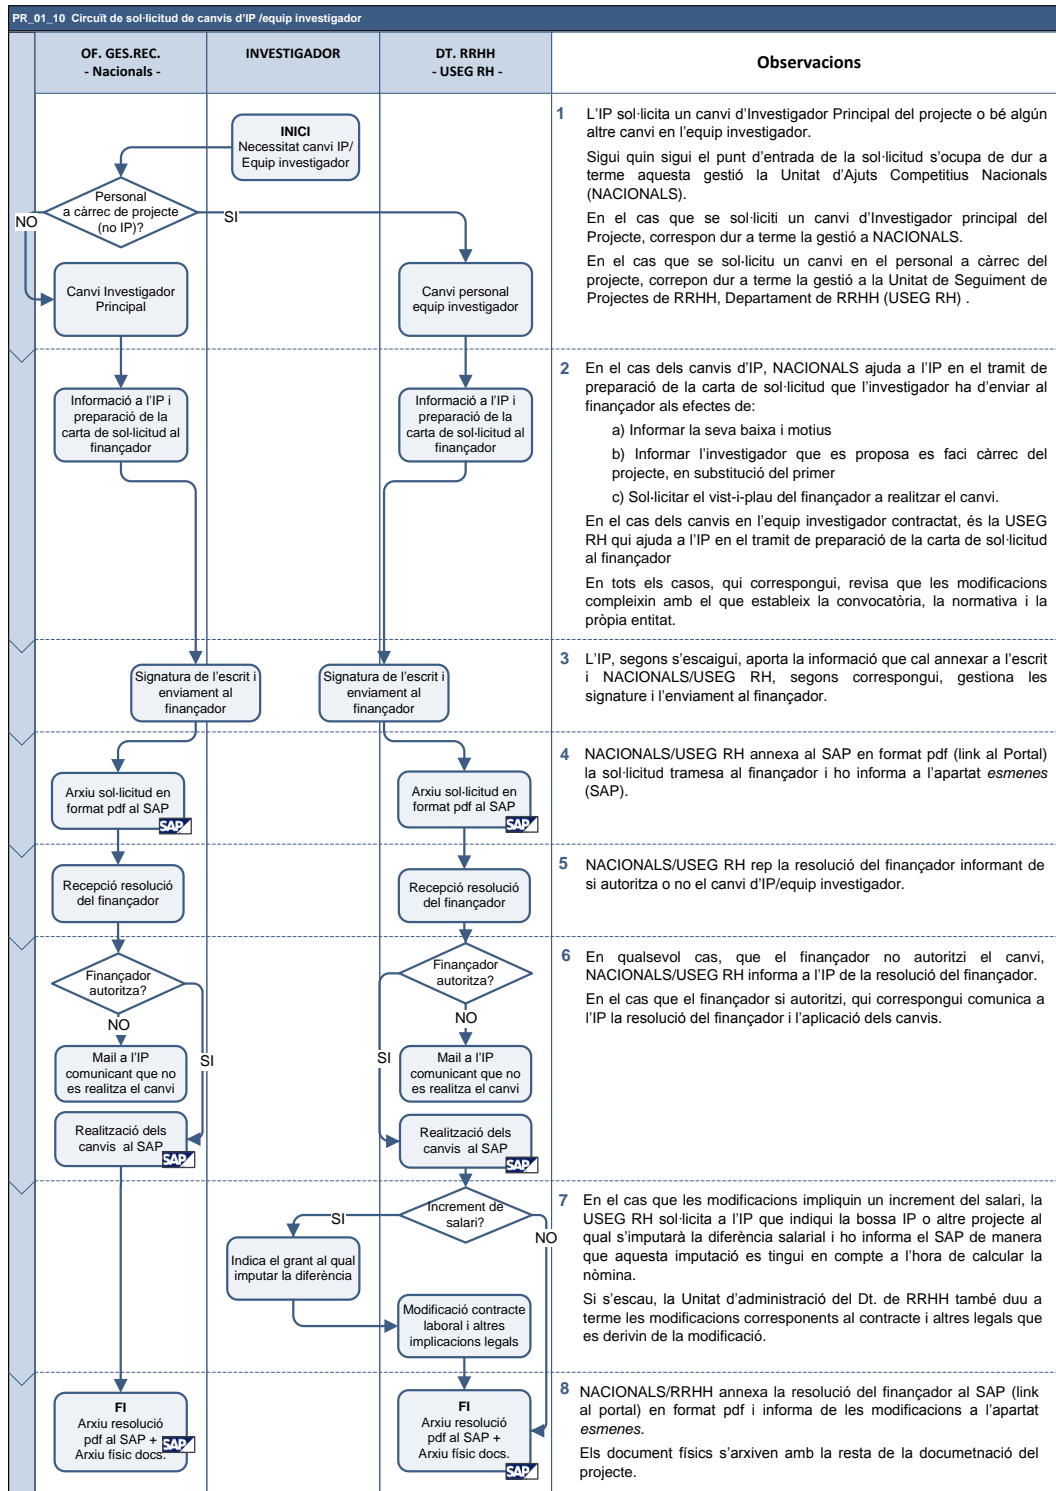 PR_01_10 Circuït de sol·licitud de canvis d'IP /equip investigador
OF. GES.REC.
- Nacionals -
INVESTIGADOR
DT. RRHH
- USEG RH -
Observacions
INICI
Necessitat canvi IP/
Equip investigador
Personal
a càrrec de projecte
(no IP)?
NO
SI
Canvi Investigador
Principal
Canvi personal
equip investigador
1 L'IP sol·licita un canvi d'Investigador Principal del projecte o bé algún
altre canvi en l'equip investigador.
Sigui quin sigui el punt d'entrada de la sol·licitud s'ocupa de dur a
terme aquesta gestió la Unitat d'Ajuts Competitius Nacionals
(NACIONALS).
En el cas que se sol·liciti un canvi d'Investigador principal del
Projecte, correspon dur a terme la gestió a NACIONALS.
En el cas que se sol·licitu un canvi en el personal a càrrec del
projecte, correpon dur a terme la gestió a la Unitat de Seguiment de
Projectes de RRHH, Departament de RRHH (USEG RH) .
Informació a l'IP i
preparació de la
carta de sol·licitud al
finançador
Informació a l'IP i
preparació de la
carta de sol·licitud al
finançador
2 En el cas dels canvis d'IP, NACIONALS ajuda a l'IP en el tramit de
preparació de la carta de sol·licitud que l'investigador ha d'enviar al
finançador als efectes de:
a) Informar la seva baixa i motius
b) Informar l'investigador que es proposa es faci càrrec del
projecte, en substitució del primer
c) Sol·licitar el vist-i-plau del finançador a realitzar el canvi.
En el cas dels canvis en l'equip investigador contractat, és la USEG
RH qui ajuda a l'IP en el tramit de preparació de la carta de sol·licitud
al finançador
En tots els casos, qui correspongui, revisa que les modificacions
compleixin amb el que estableix la convocatòria, la normativa i la
pròpia entitat.
Signatura de l'escrit i
enviament al
finançador
Signatura de l'escrit i
enviament al
finançador
3 L'IP, segons s'escaigui, aporta la informació que cal annexar a l'escrit
i NACIONALS/USEG RH, segons correspongui, gestiona les
signature i l'enviament al finançador.
Arxiu sol·licitud en
format pdf al SAP
SAP
Arxiu sol·licitud en
format pdf al SAP
SAP
4 NACIONALS/USEG RH annexa al SAP en format pdf (link al Portal)
la sol·licitud tramesa al finançador i ho informa a l'apartat esmenes
(SAP).
Recepció resolució
del finançador
Recepció resolució
del finançador
5 NACIONALS/USEG RH rep la resolució del finançador informant de
si autoritza o no el canvi d'IP/equip investigador.
Finançador
autoritza?
NO
SI
Mail a l'IP
comunicant que no
es realitza el canvi
Realització dels
canvis al SAP
SAP
Finançador
autoritza?
NO
SI
Mail a l'IP
comunicant que no
es realitza el canvi
Realització dels
canvis al SAP
SAP
6 En qualsevol cas, que el finançador no autoritzi el canvi,
NACIONALS/USEG RH informa a l'IP de la resolució del finançador.
En el cas que el finançador si autoritzi, qui correspongui comunica a
l'IP la resolució del finançador i l'aplicació dels canvis.
Increment de
salari?
SI
NO
Indica el grant al qual
imputar la diferència
Modificació contracte
laboral i altres
implicacions legals
7 En el cas que les modificacions impliquin un increment del salari, la
USEG RH sol·licita a l'IP que indiqui la bossa IP o altre projecte al
qual s'imputarà la diferència salarial i ho informa el SAP de manera
que aquesta imputació es tingui en compte a l'hora de calcular la
nòmina.
Si s'escau, la Unitat d'administració del Dt. de RRHH també duu a
terme les modificacions corresponents al contracte i altres legals que
es derivin de la modificació.
FI
Arxiu resolució
pdf al SAP +
Arxiu físic docs.
SAP
FI
Arxiu resolució
pdf al SAP +
Arxiu físic docs.
SAP
8 NACIONALS/RRHH annexa la resolució del finançador al SAP (link
al portal) en format pdf i informa de les modificacions a l'apartat
esmenes.
Els document físics s'arxiven amb la resta de la documetnació del
projecte.